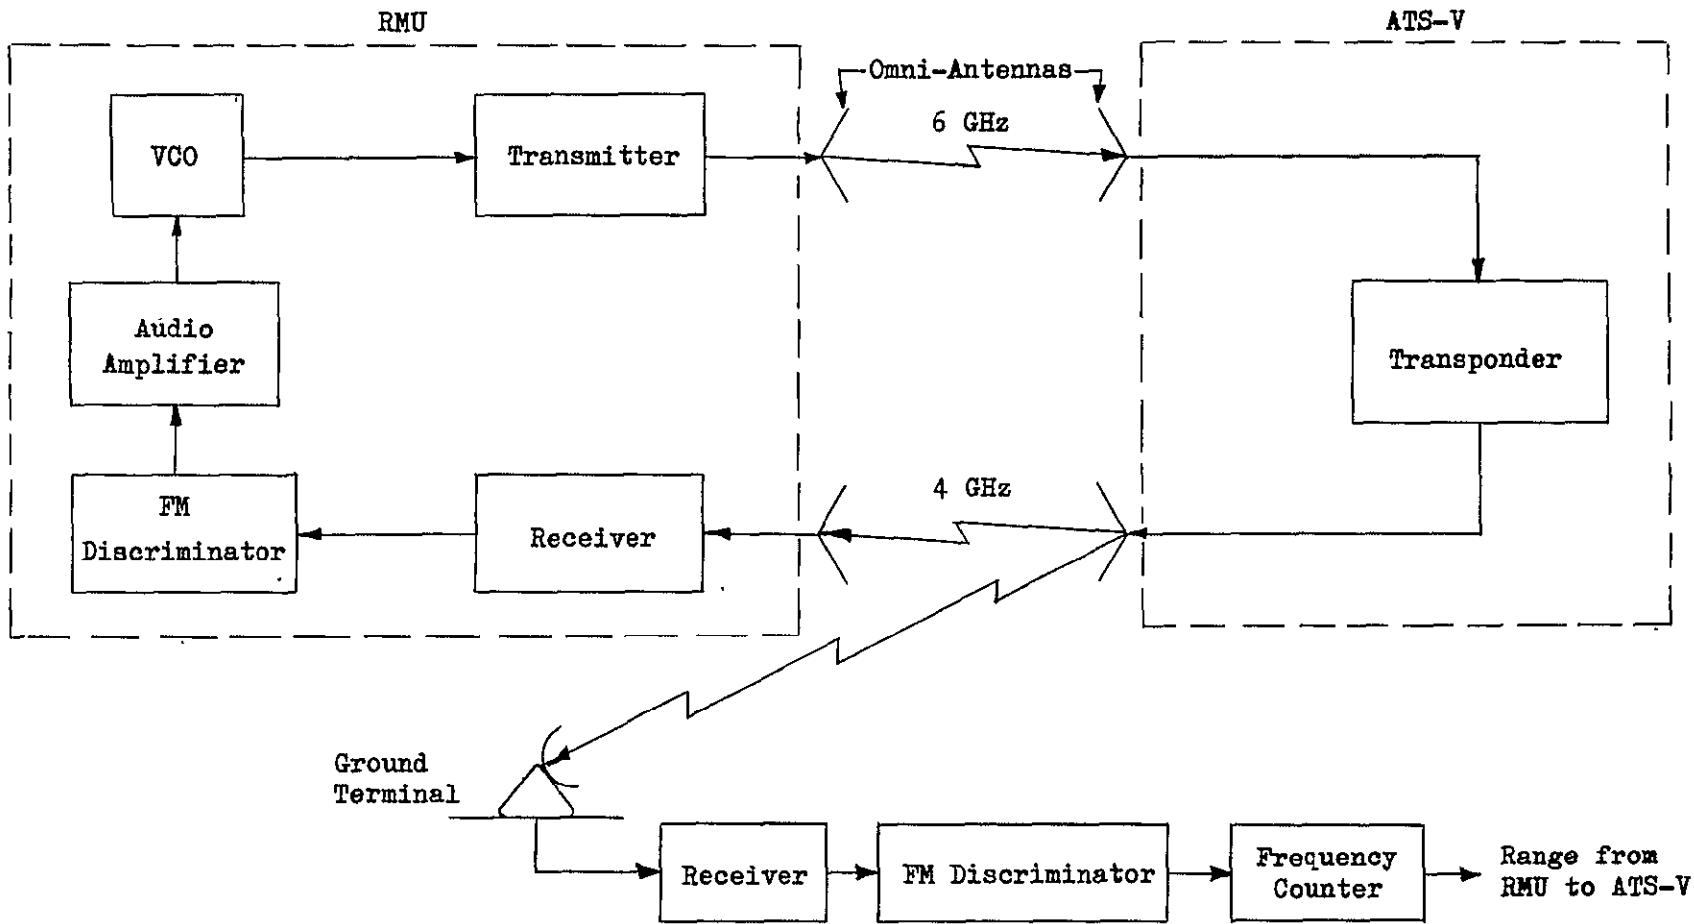 RMU
ATS-V
Omni-Antennas
6 GHz
VCO
Transmitter
Audio
Amplifier
Transponder
FM
Discriminator
Receiver
4 GHz
Ground
Terminal
Receiver
FM Discriminator
Frequency
Counter
Range from
RMU to ATS-V